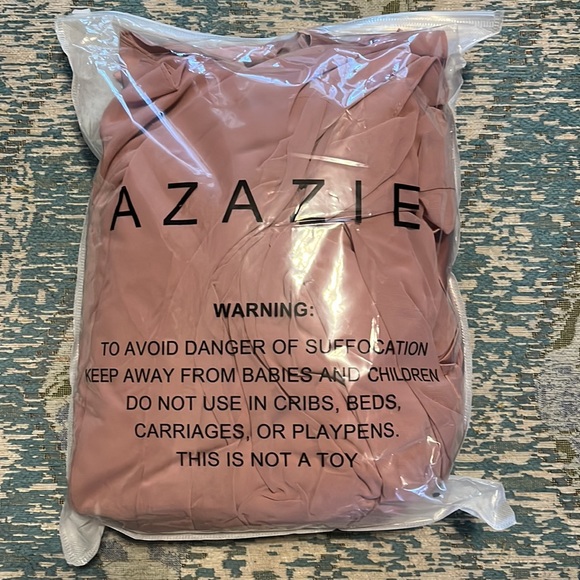 AZAZIE
WARNING:
TO AVOID DANGER OF SUFFOCATION
KEEP AWAY FROM BABIES AND CHILDREN
DO NOT USE IN CRIBS, BEDS,
CARRIAGES, OR PLAYPENS.
THIS IS NOT A TOY